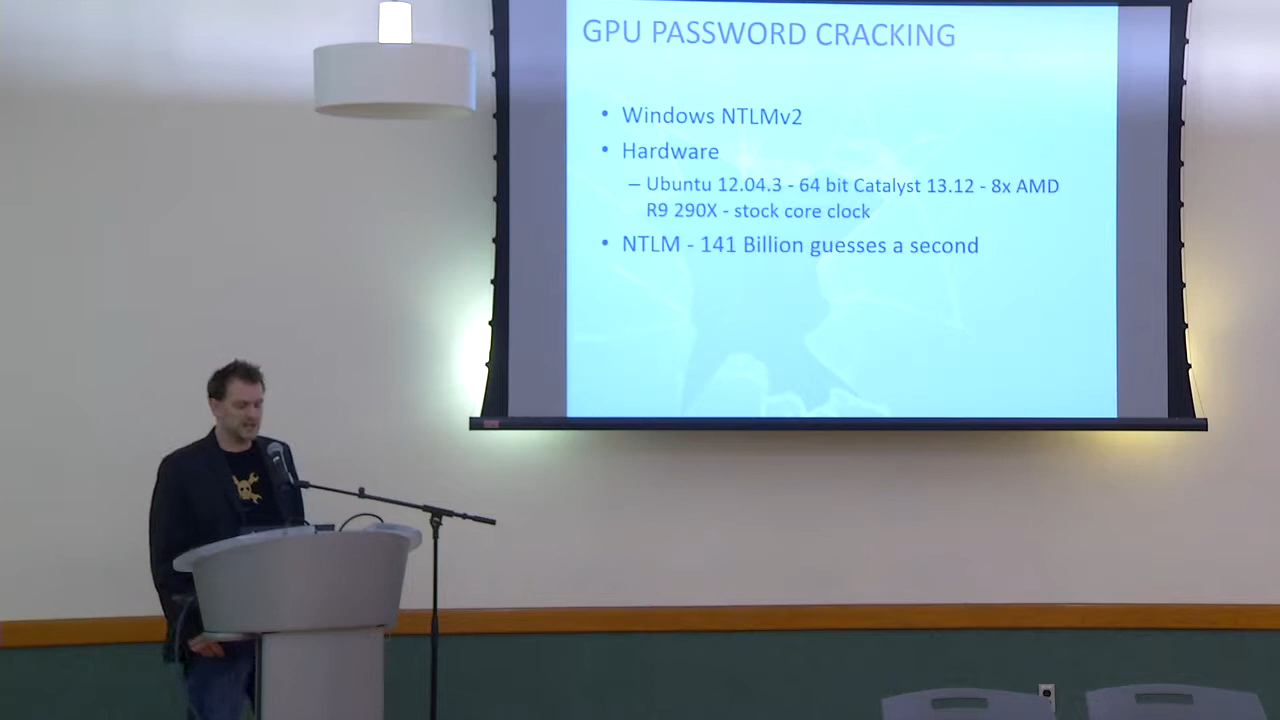 GPU PASSWORD CRACKING
• Windows NTLMv2
• Hardware
– Ubuntu 12.04.3 - 64 bit Catalyst 13.12 - 8x AMD
R9 290X - stock core clock
• NTLM - 141 Billion guesses a second